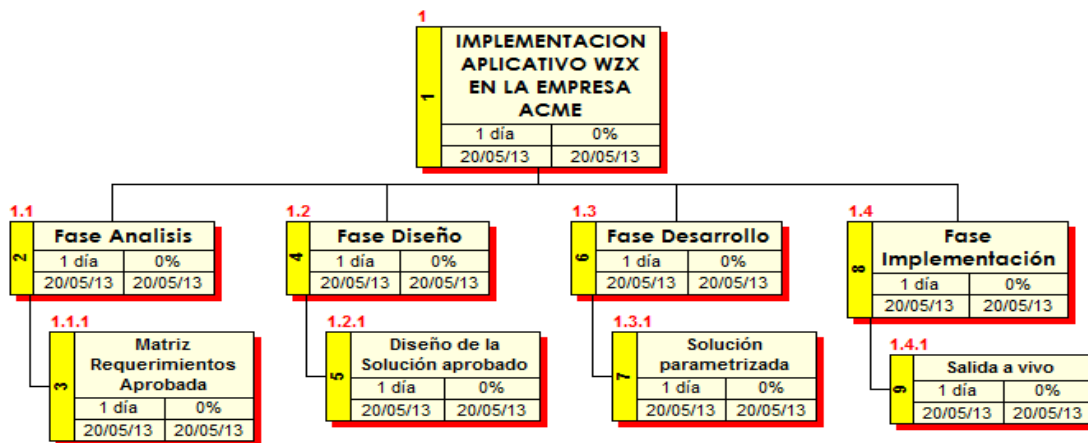 1
1
IMPLEMENTACION
APLICATIVO WZX
EN LA EMPRESA
ACME
1 día 0%
20/05/13 20/05/13
1.1
2
Fase Analisis
1 día 0%
20/05/13 20/05/13
1.1.1
3
Matriz
Requerimientos
Aprobada
1 día 0%
20/05/13 20/05/13
1.2
4
Fase Diseño
1 día 0%
20/05/13 20/05/13
1.2.1
5
Diseño de la
Solución aprobado
1 día 0%
20/05/13 20/05/13
1.3
6
Fase Desarrollo
1 día 0%
20/05/13 20/05/13
1.3.1
7
Solución
parametrizada
1 día 0%
20/05/13 20/05/13
1.4
8
Fase
Implementación
1 día 0%
20/05/13 20/05/13
1.4.1
9
Salida a vivo
1 día 0%
20/05/13 20/05/13